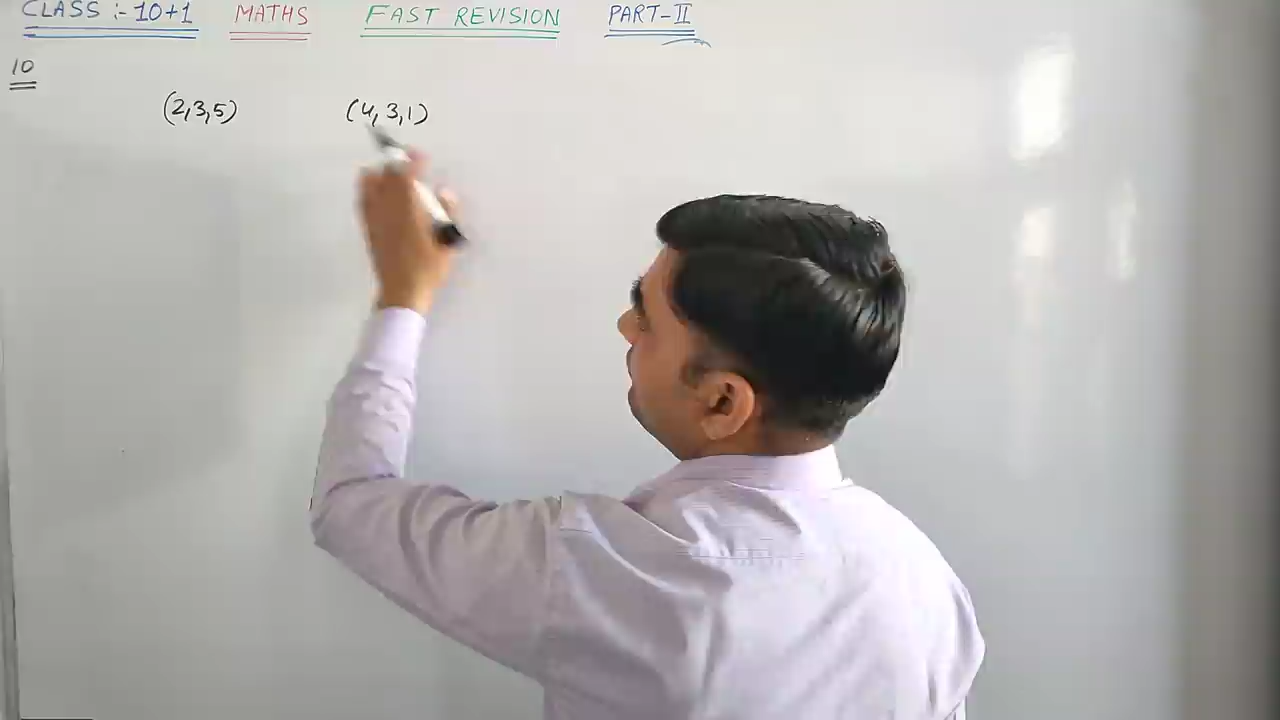 CLASS :- 10+1 MATHS FAST REVISION PART-II
10
(2,3,5) (4,3,1)